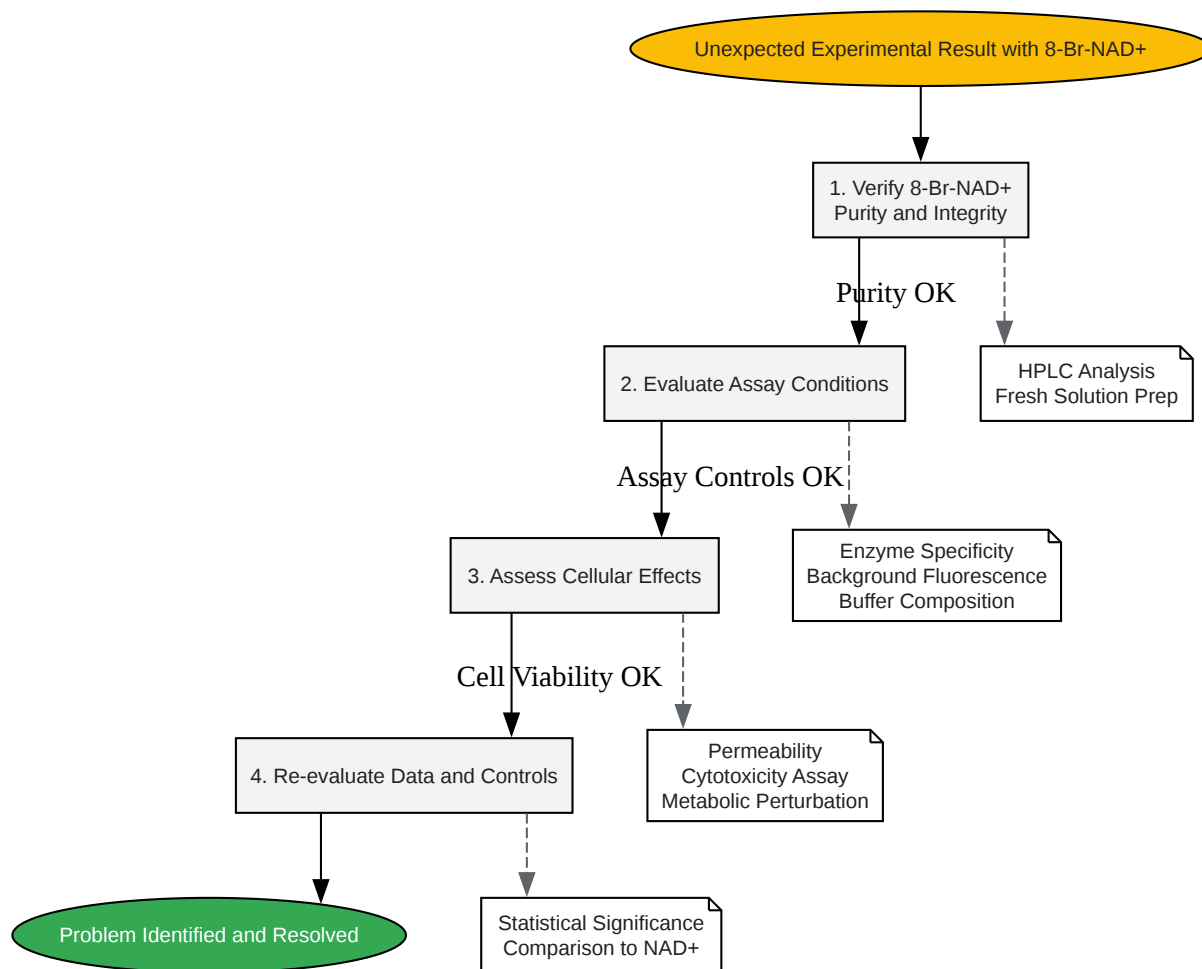 Unexpected Experimental Result with 8-Br-NAD+
1. Verify 8-Br-NAD+
Purity and Integrity
Purity OK
HPLC Analysis
Fresh Solution Prep
2. Evaluate Assay Conditions
Assay Controls OK
Enzyme Specificity
Background Fluorescence
Buffer Composition
3. Assess Cellular Effects
Cell Viability OK
Permeability
Cytotoxicity Assay
Metabolic Perturbation
4. Re-evaluate Data and Controls
Statistical Significance
Comparison to NAD+
Problem Identified and Resolved